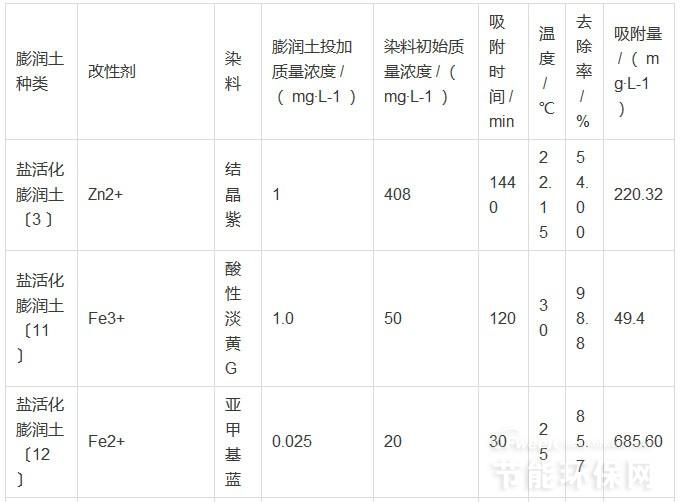 膨润土种类 改性剂 染料 膨润土投加质量浓度 /（ mg·L-1 ） 染料初始质量浓度 /（ mg·L-1 ） 吸附时间 / min 温度 / ℃ 去除率 / % 吸附量 /（ mg·L-1 ）
盐活化膨润土〔3 〕 Zn2+ 结晶紫 1 408 1440 22.15 54.00 220.32
盐活化膨润土〔11 〕 Fe3+ 酸性淡黄G 1.0 50 120 30 98.8 49.4
盐活化膨润土〔12 〕 Fe2+ 亚甲基蓝 0.025 20 30 25 85.7 685.60
节能环保网